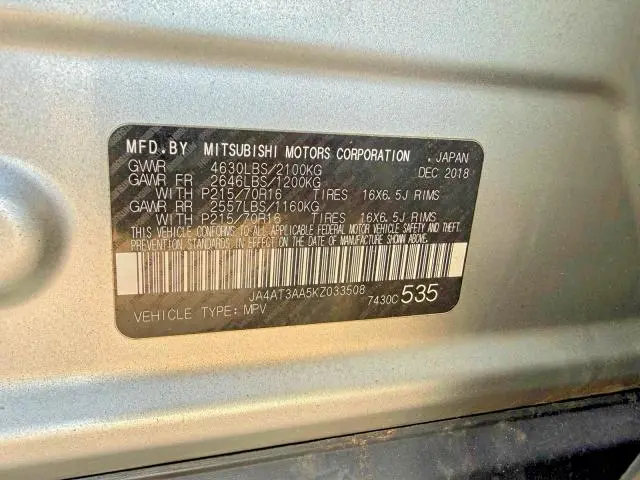 MFD.BY MITSUBISHI MOTORS CORPORATION . JAPAN
GVWR 4630LBS/2100KG DEC 2018
GAWR FR 2646LBS/1200KG
WITH P215/70R16 TIRES 16X6.5J RIMS
GAWR RR 2557LBS/1160KG
WITH P215/70R16 TIRES 16X6.5J RIMS
THIS VEHICLE CONFORMS TO ALL APPLICABLE FEDERAL MOTOR VEHICLE SAFETY AND THEFT
PREVENTION STANDARDS IN EFFECT ON THE DATE OF MANUFACTURE SHOWN ABOVE.
JA4AT3AA5KZ033508
VEHICLE TYPE: MPV 7430C 535